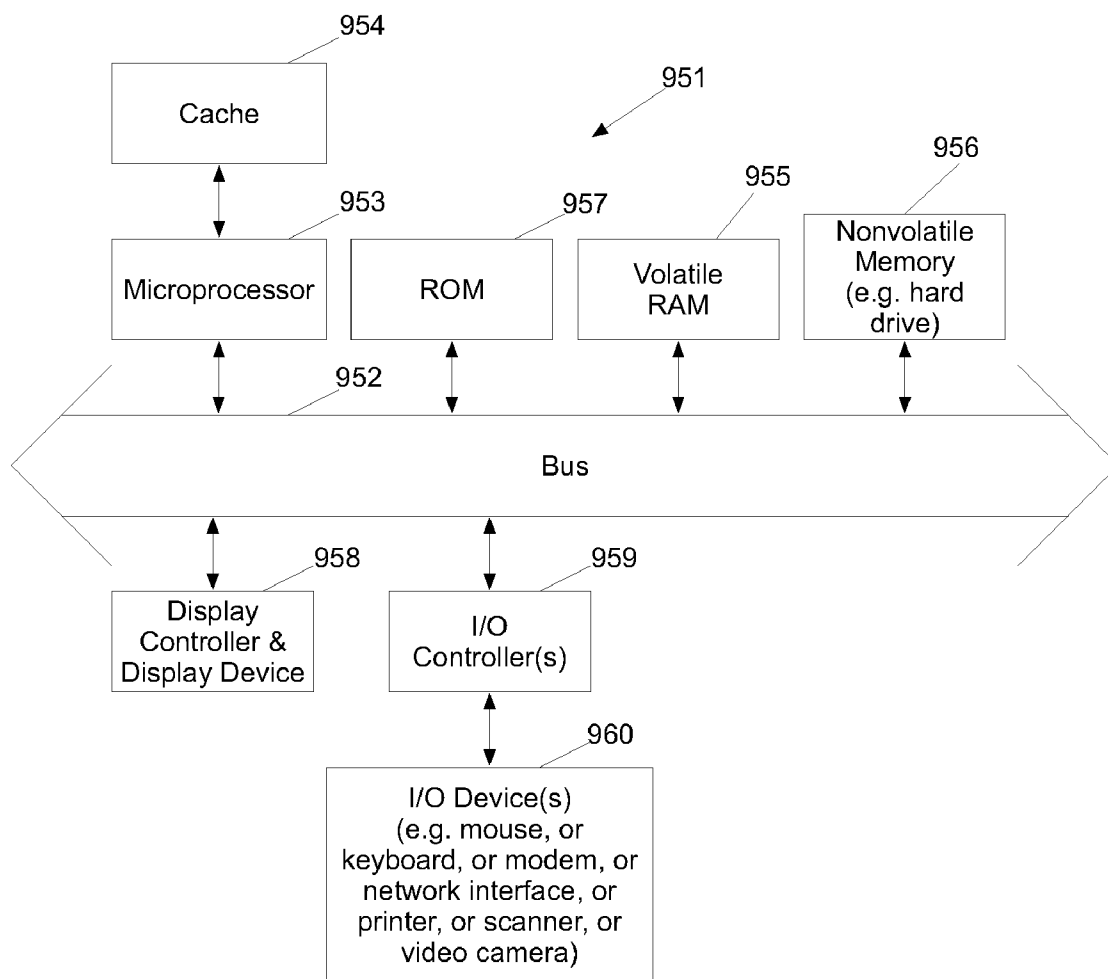 954
Cache
951
953
Microprocessor
957
ROM
955
Volatile
RAM
956
Nonvolatile
Memory
(e.g. hard
drive)
952
Bus
958
Display
Controller &
Display Device
959
I/O
Controller(s)
960
I/O Device(s)
(e.g. mouse, or
keyboard, or modem, or
network interface, or
printer, or scanner, or
video camera)